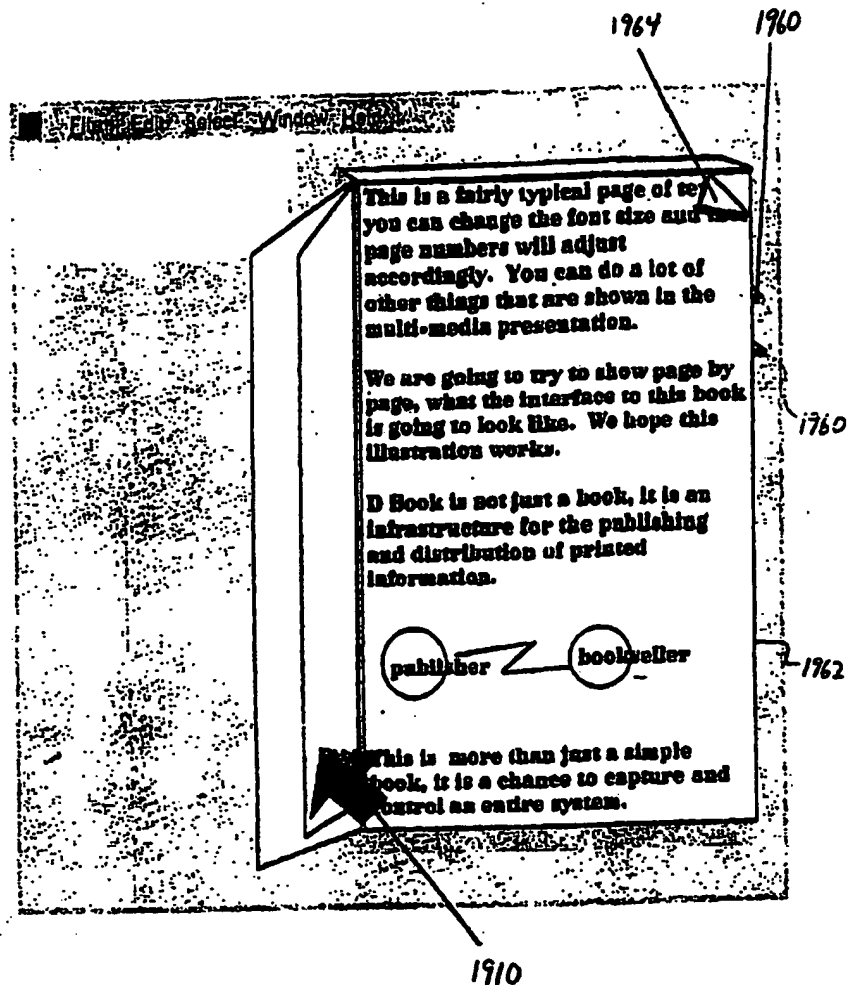 1964 1960
File Edit Select Window Help
This is a fairly typical page of
you can change the font size and
page numbers will adjust
accordingly. You can do a lot of
other things that are shown in the
multi-media presentation.
We are going to try to show page by
page, what the interface to this book
is going to look like. We hope this
illustration works.
1760
D Book is not just a book, it is an
infrastructure for the publishing
and distribution of printed
information.
publisher bookseller
1962
This is more than just a simple
book, it is a chance to capture and
control an entire system.
1910